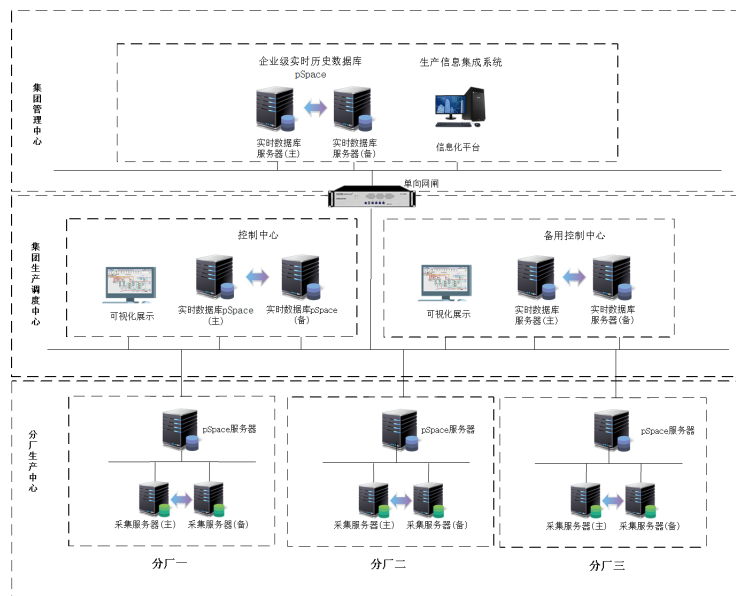 集团管理中心
企业级实时历史数据库
pSpace
生产信息集成系统
实时数据库
服务器(主)
实时数据库
服务器(备)
信息化平台
单向网闸
集团生产调度中心
控制中心
可视化展示
实时数据库pSpace
(主)
实时数据库pSpace
(备)
备用控制中心
可视化展示
实时数据库
服务器(主)
实时数据库
服务器(备)
分厂生产中心
pSpace服务器
采集服务器(主)
采集服务器(备)
分厂一
pSpace服务器
采集服务器(主)
采集服务器(备)
分厂二
pSpace服务器
采集服务器(主)
采集服务器(备)
分厂三